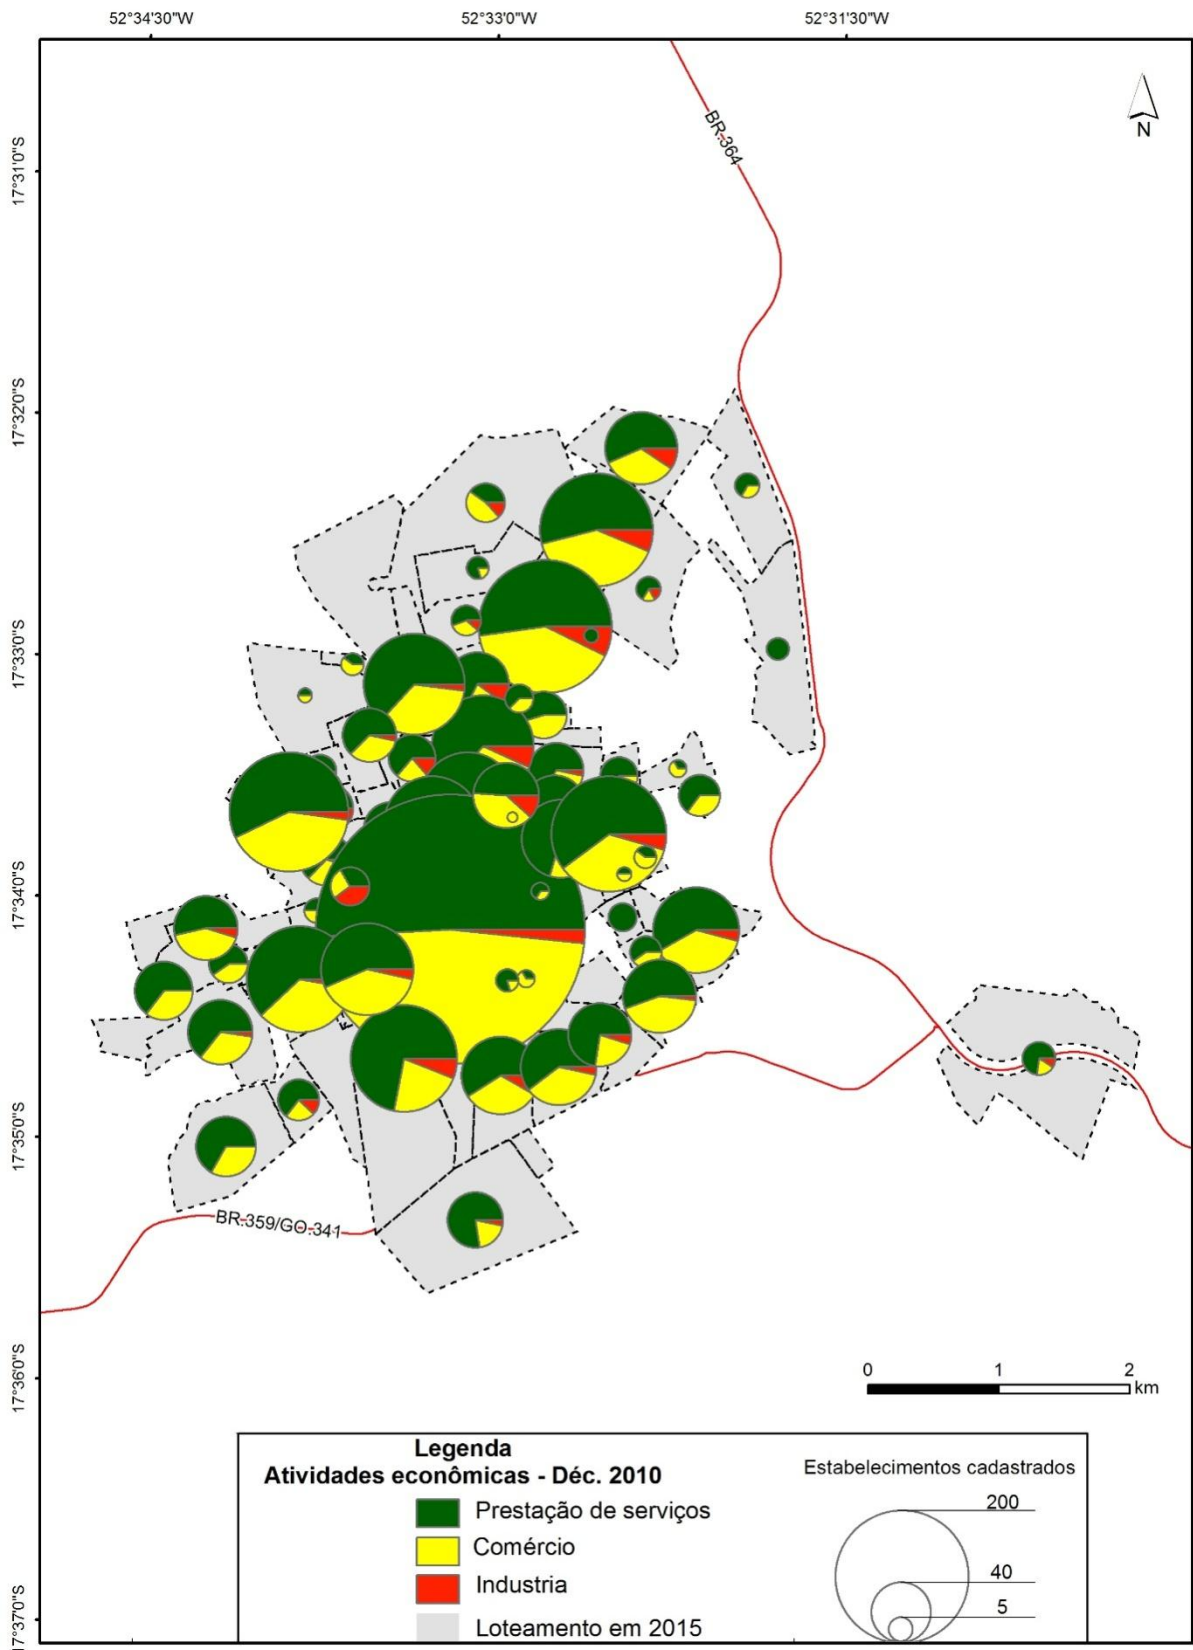 52°34'30"W
52°33'0"W
52°31'30"W
17°31'0"S
17°32'0"S
17°33'0"S
17°34'0"S
17°35'0"S
17°36'0"S
17°37'0"S
BR.364
N
BR.359/GO.341
0 1 2
km
Legenda
Atividades econômicas - Déc. 2010
Prestação de serviços
Comércio
Industria
Loteamento em 2015
Estabelecimentos cadastrados
200
40
5